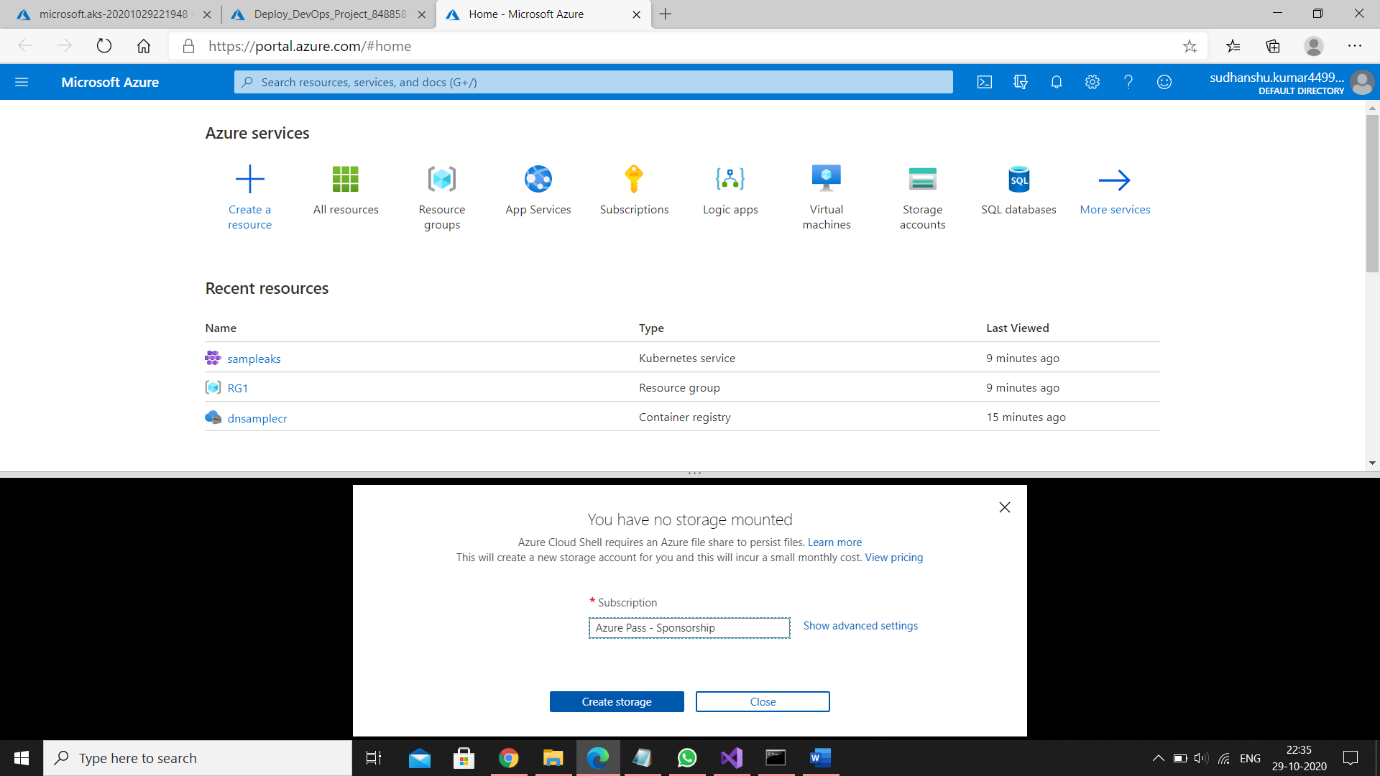 microsoft.aks-20201029221948 -
Deploy_DevOps_Project_848858
Home - Microsoft Azure
https://portal.azure.com/#home
Microsoft Azure
Search resources, services, and docs (G+/)
sudhanshu.kumar4499...
DEFAULT DIRECTORY
Azure services
Create a resource
All resources
Resource groups
App Services
Subscriptions
Logic apps
Virtual machines
Storage accounts
SQL
SQL databases
More services
Recent resources
Name Type Last Viewed
sampleaks Kubernetes service 9 minutes ago
RG1 Resource group 9 minutes ago
dnsamplecr Container registry 15 minutes ago
You have no storage mounted
Azure Cloud Shell requires an Azure file share to persist files. Learn more
This will create a new storage account for you and this will incur a small monthly cost. View pricing
* Subscription
Azure Pass - Sponsorship
Show advanced settings
Create storage
Close
Type here to search
ENG
22:35
29-10-2020